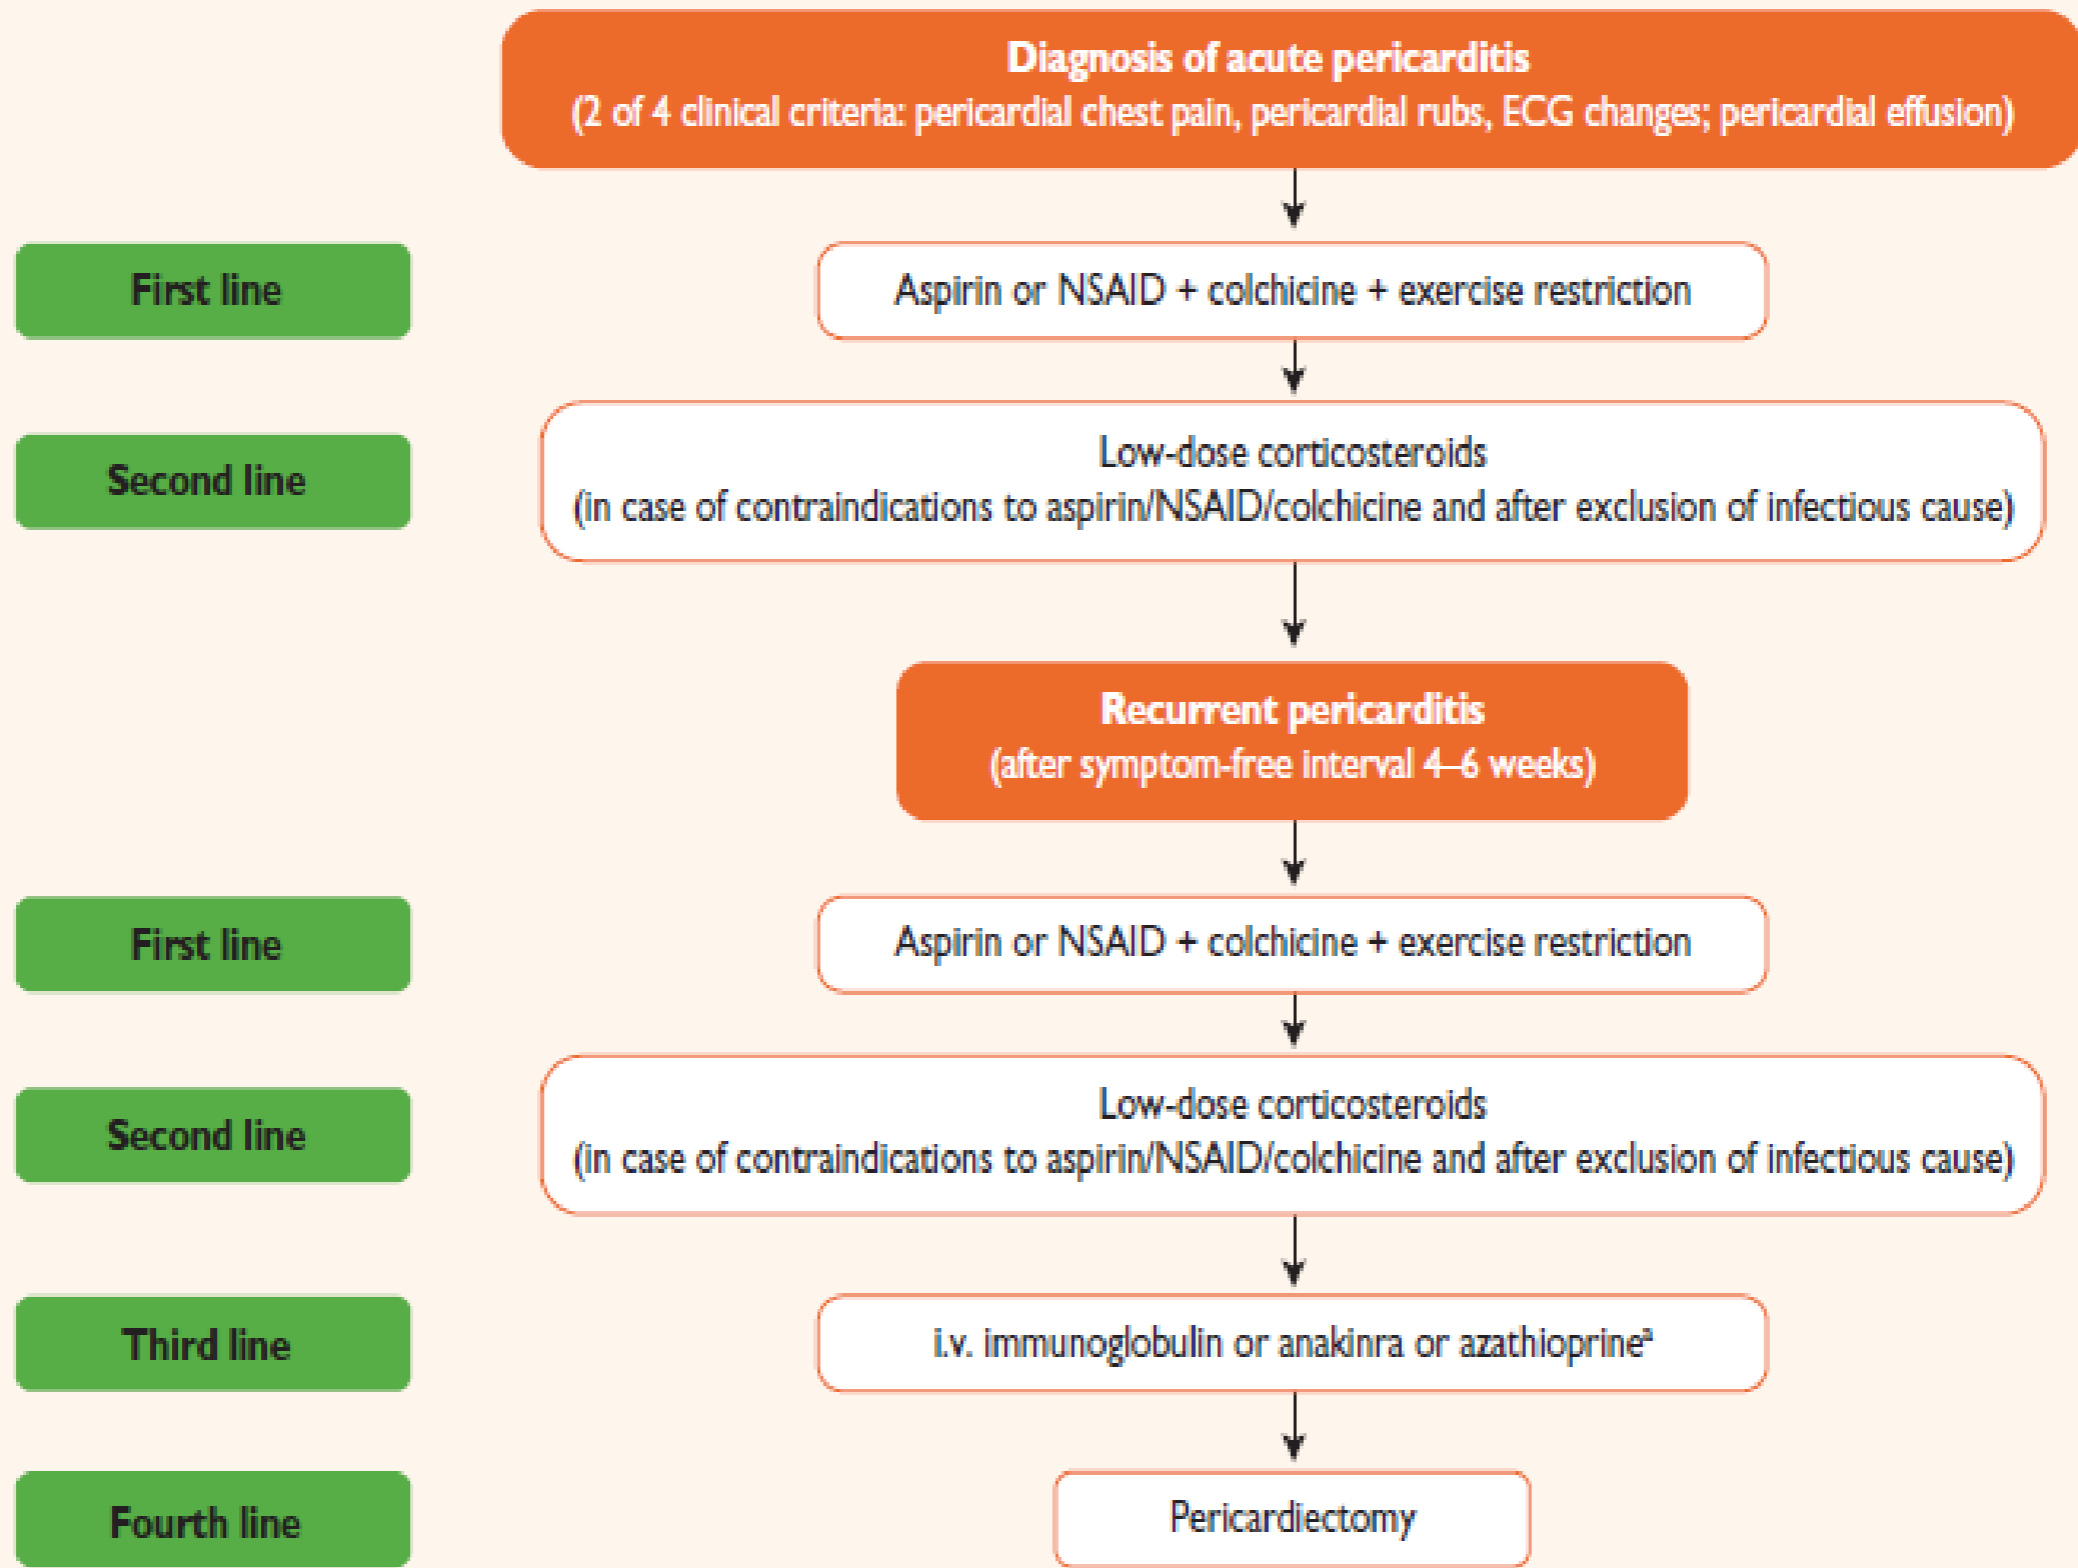 Diagnosis of acute pericarditis
(2 of 4 clinical criteria: pericardial chest pain, pericardial rubs, ECG changes; pericardial effusion)
First line
Aspirin or NSAID + colchicine + exercise restriction
Second line
Low-dose corticosteroids
(in case of contraindications to aspirin/NSAID/colchicine and after exclusion of infectious cause)
Recurrent pericarditis
(after symptom-free interval 4–6 weeks)
First line
Aspirin or NSAID + colchicine + exercise restriction
Second line
Low-dose corticosteroids
(in case of contraindications to aspirin/NSAID/colchicine and after exclusion of infectious cause)
Third line
i.v. immunoglobulin or anakinra or azathioprineᵃ
Fourth line
Pericardiectomy